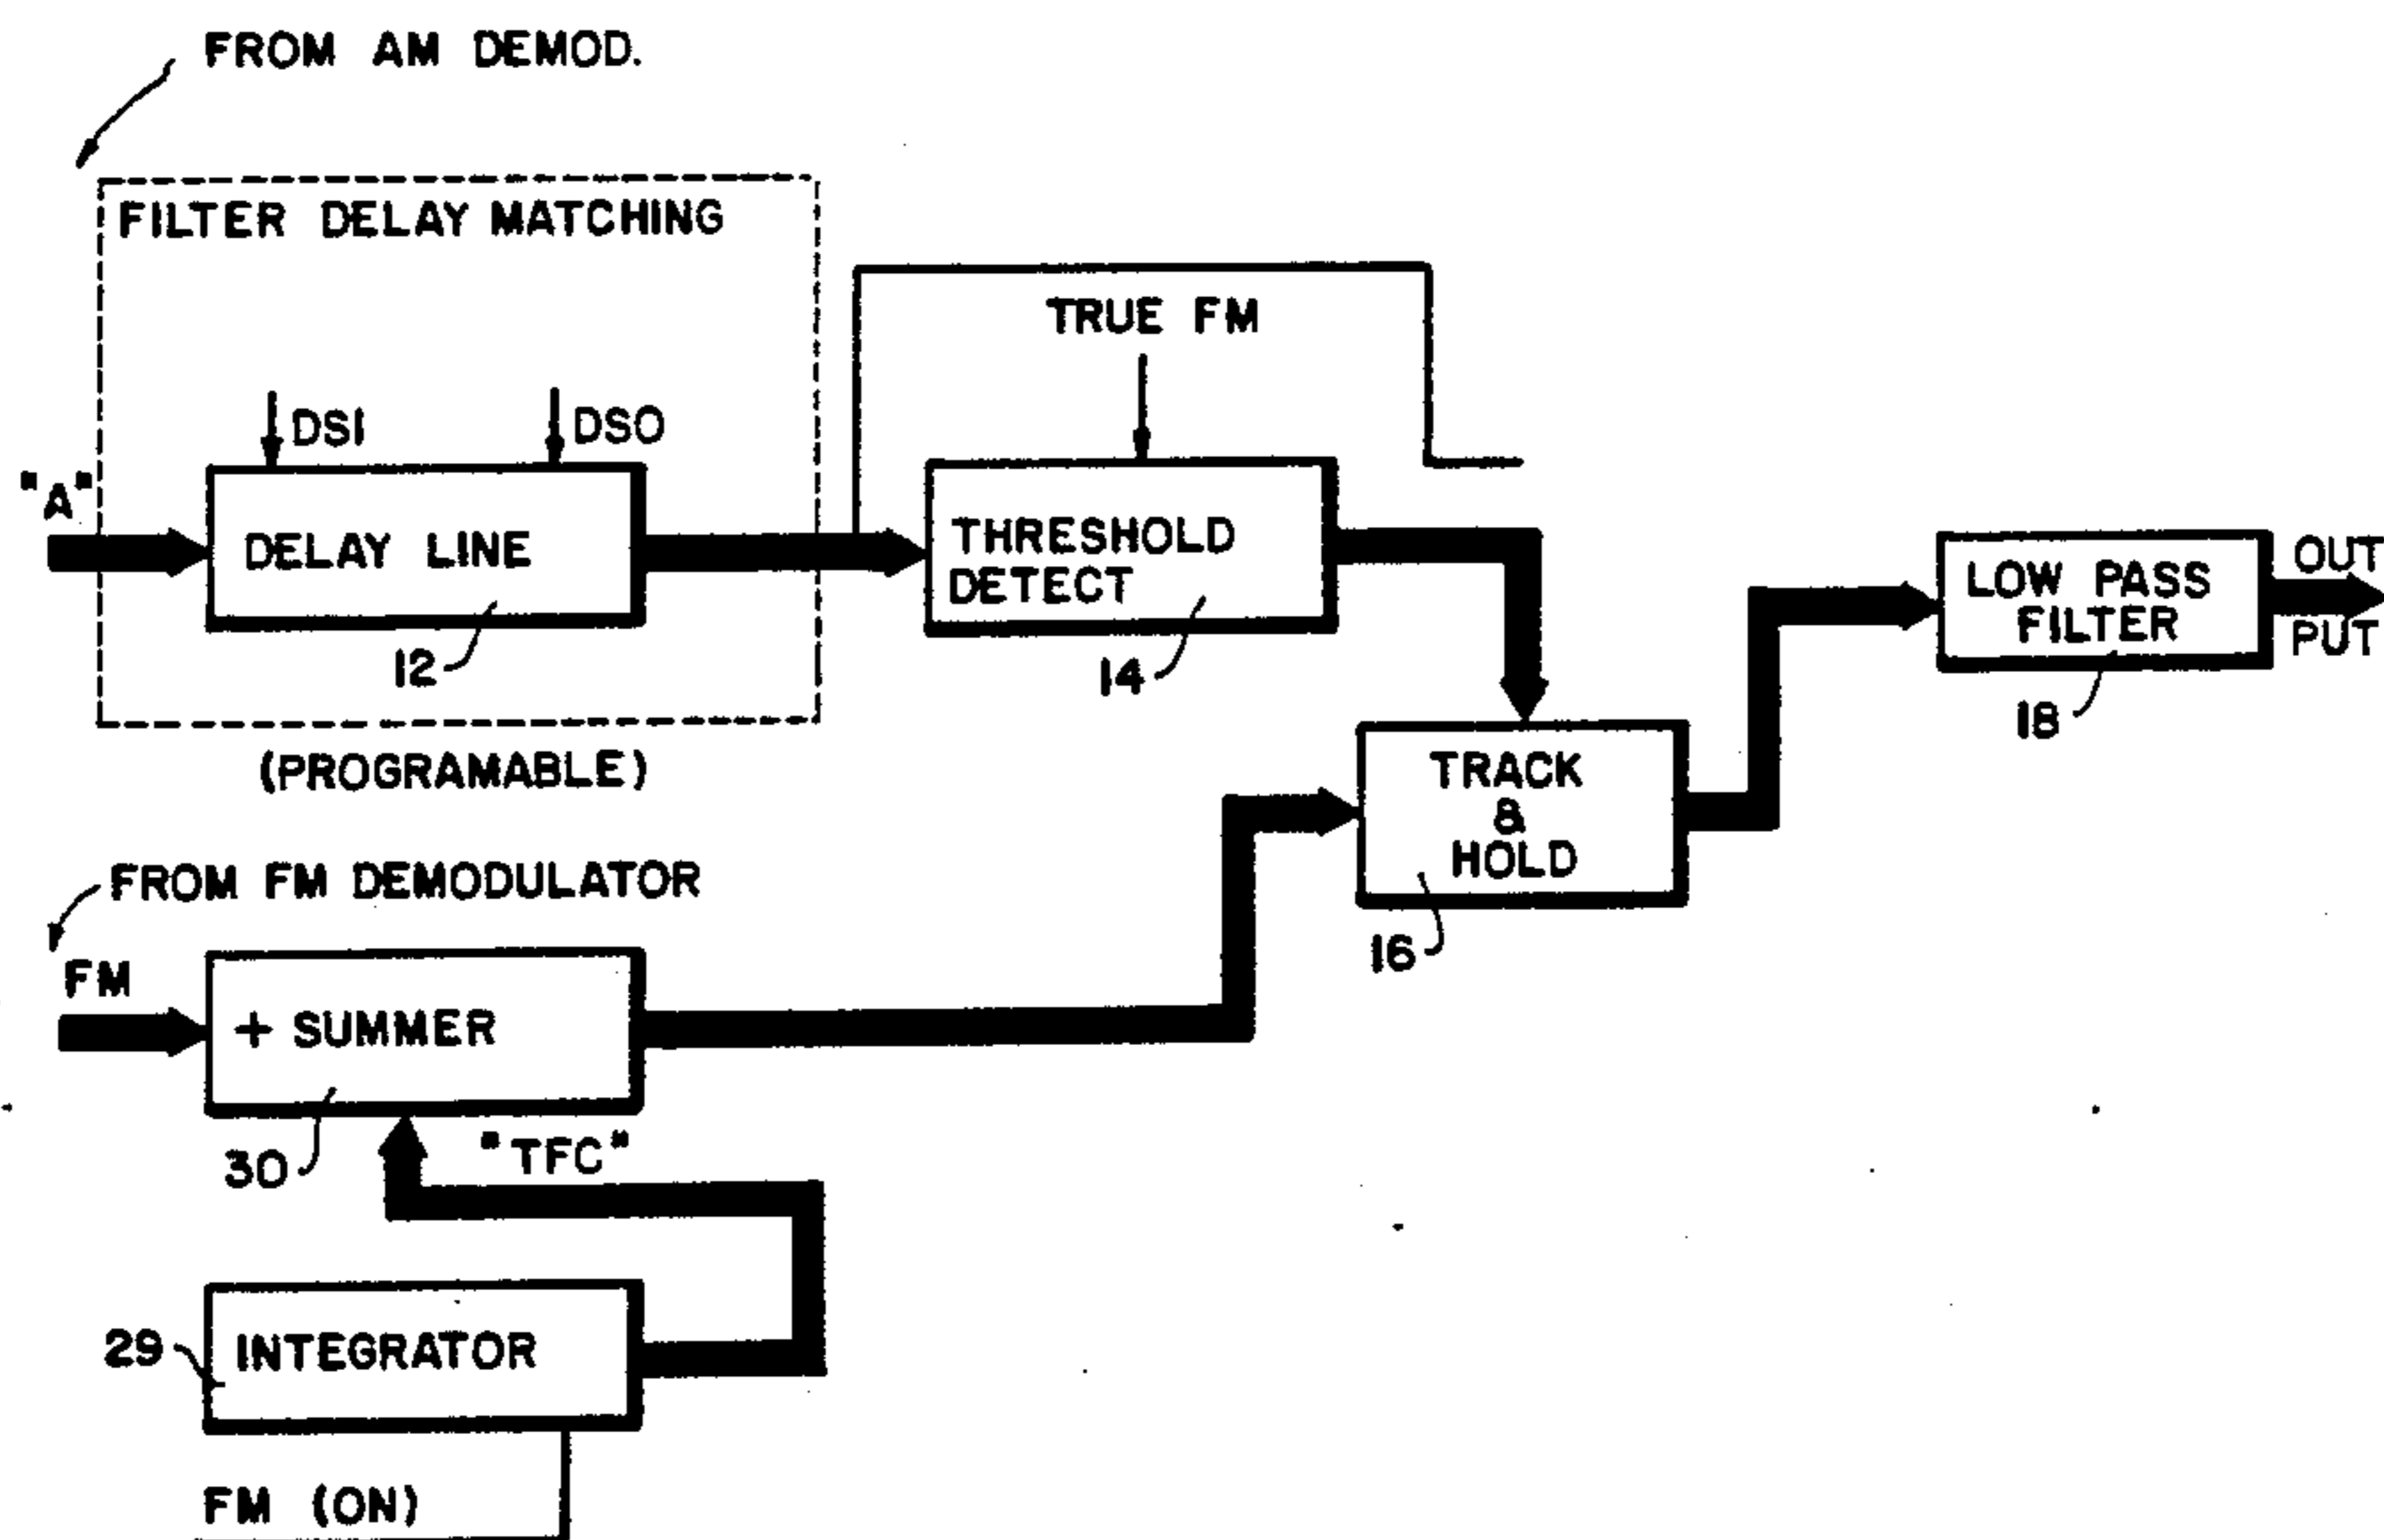 FROM AM DEMOD.
FILTER DELAY MATCHING
TRUE FM
DSI
DSO
"A"
DELAY LINE
THRESHOLD
DETECT
12
14
LOW PASS
FILTER
OUT
PUT
18
(PROGRAMABLE)
TRACK
&
HOLD
16
FROM FM DEMODULATOR
FM
+ SUMMER
30
"TFC"
29
INTEGRATOR
FM (ON)